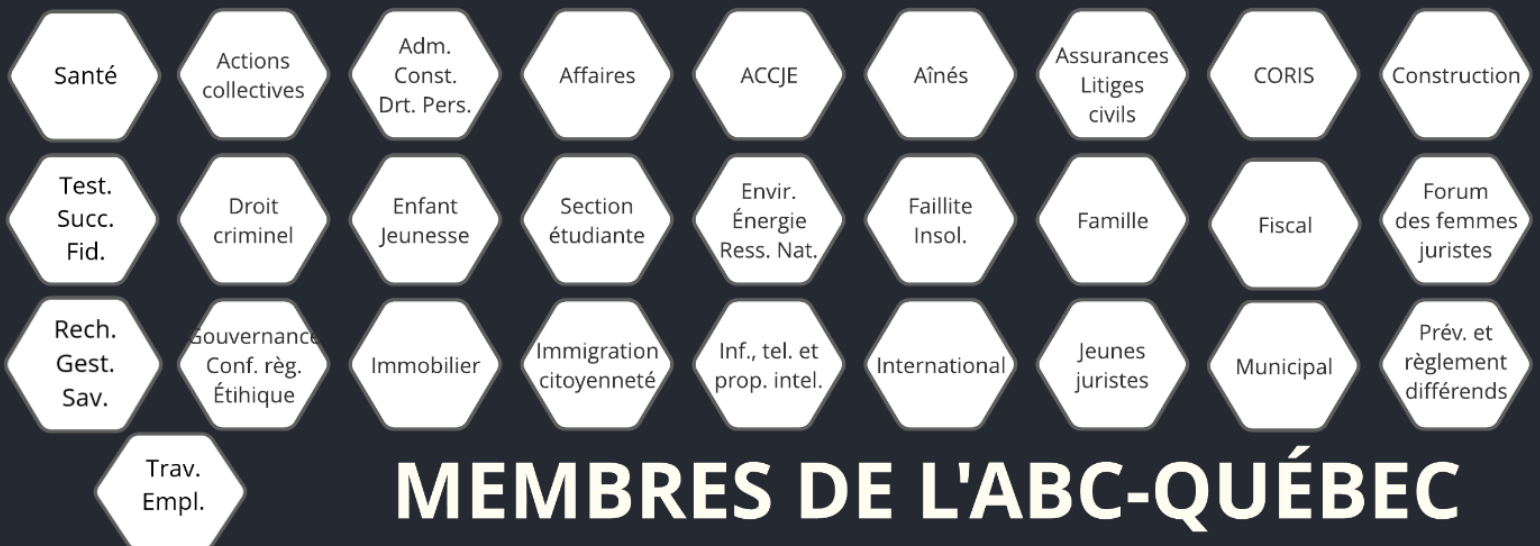 Santé
Actions
collectives
Adm.
Const.
Drt. Pers.
Affaires
ACCJE
Aînés
Assurances
Litiges
civils
CORIS
Construction
Test.
Succ.
Fid.
Droit
criminel
Enfant
Jeunesse
Section
étudiante
Envir.
Énergie
Ress. Nat.
Faillite
Insol.
Famille
Fiscal
Forum
des femmes
juristes
Rech.
Gest.
Sav.
Gouvernance
Conf. règ.
Étihique
Immobilier
Immigration
citoyenneté
Inf., tel. et
prop. intel.
International
Jeunes
juristes
Municipal
Prév. et
règlement
différends
Trav.
Empl.
MEMBRES DE L'ABC-QUÉBEC